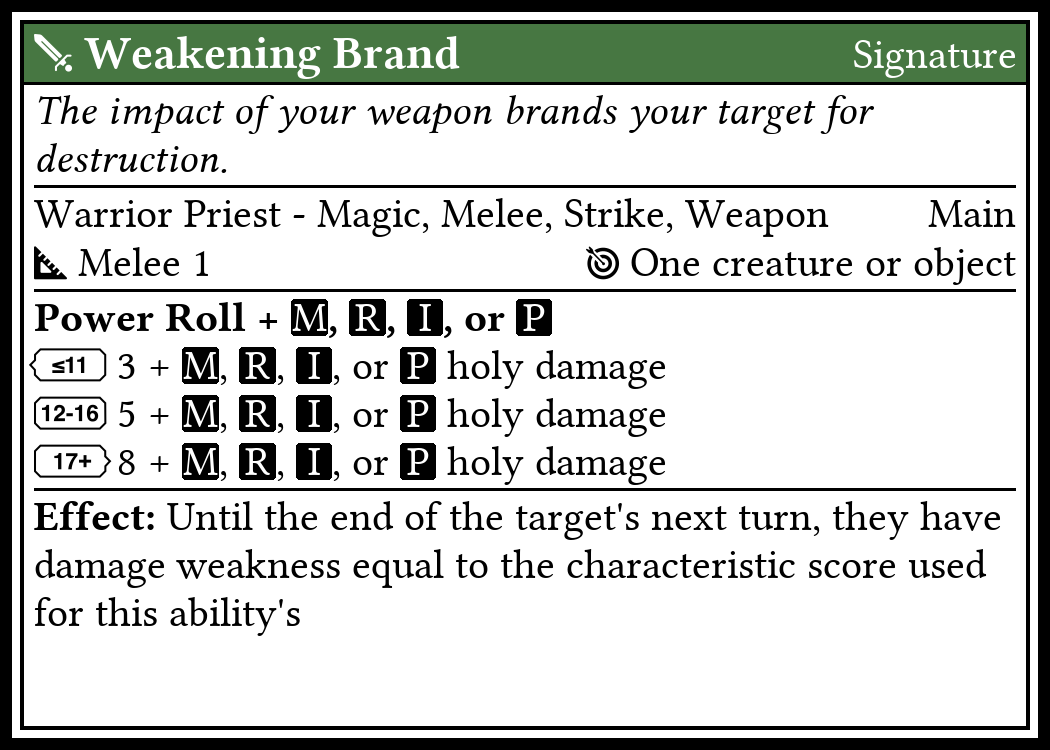 Weakening Brand Signature
The impact of your weapon brands your target for
destruction.
Warrior Priest - Magic, Melee, Strike, Weapon Main
Melee 1 One creature or object
Power Roll + M, R, I, or P
≤11 3 + M, R, I, or P holy damage
12-16 5 + M, R, I, or P holy damage
17+ 8 + M, R, I, or P holy damage
Effect: Until the end of the target's next turn, they have
damage weakness equal to the characteristic score used
for this ability's